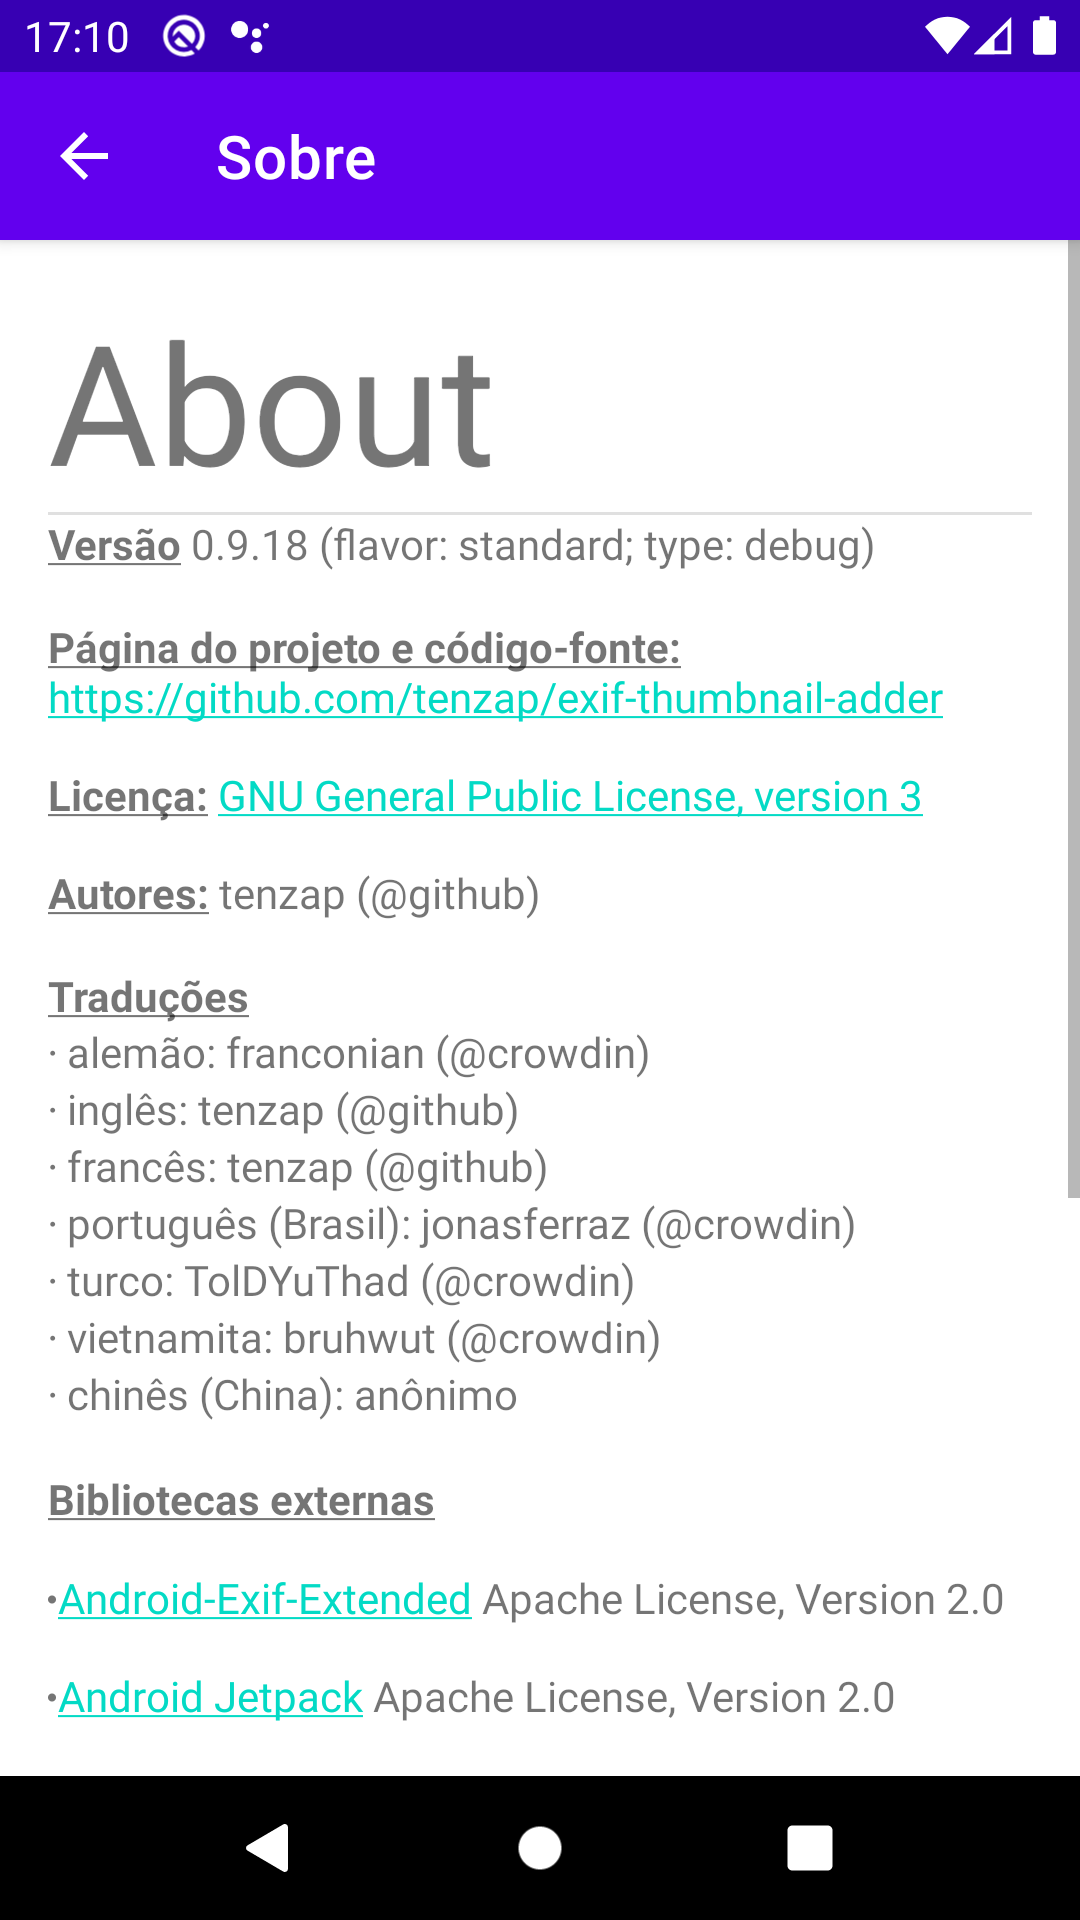 17:10
Sobre
About
Versão 0.9.18 (flavor: standard; type: debug)
Página do projeto e código-fonte:
https://github.com/tenzap/exif-thumbnail-adder
Licença: GNU General Public License, version 3
Autores: tenzap (@github)
Traduções
· alemão: franconian (@crowdin)
· inglês: tenzap (@github)
· francês: tenzap (@github)
· português (Brasil): jonasferraz (@crowdin)
· turco: TolDYuThad (@crowdin)
· vietnamita: bruhwut (@crowdin)
· chinês (China): anônimo
Bibliotecas externas
•Android-Exif-Extended Apache License, Version 2.0
•Android Jetpack Apache License, Version 2.0